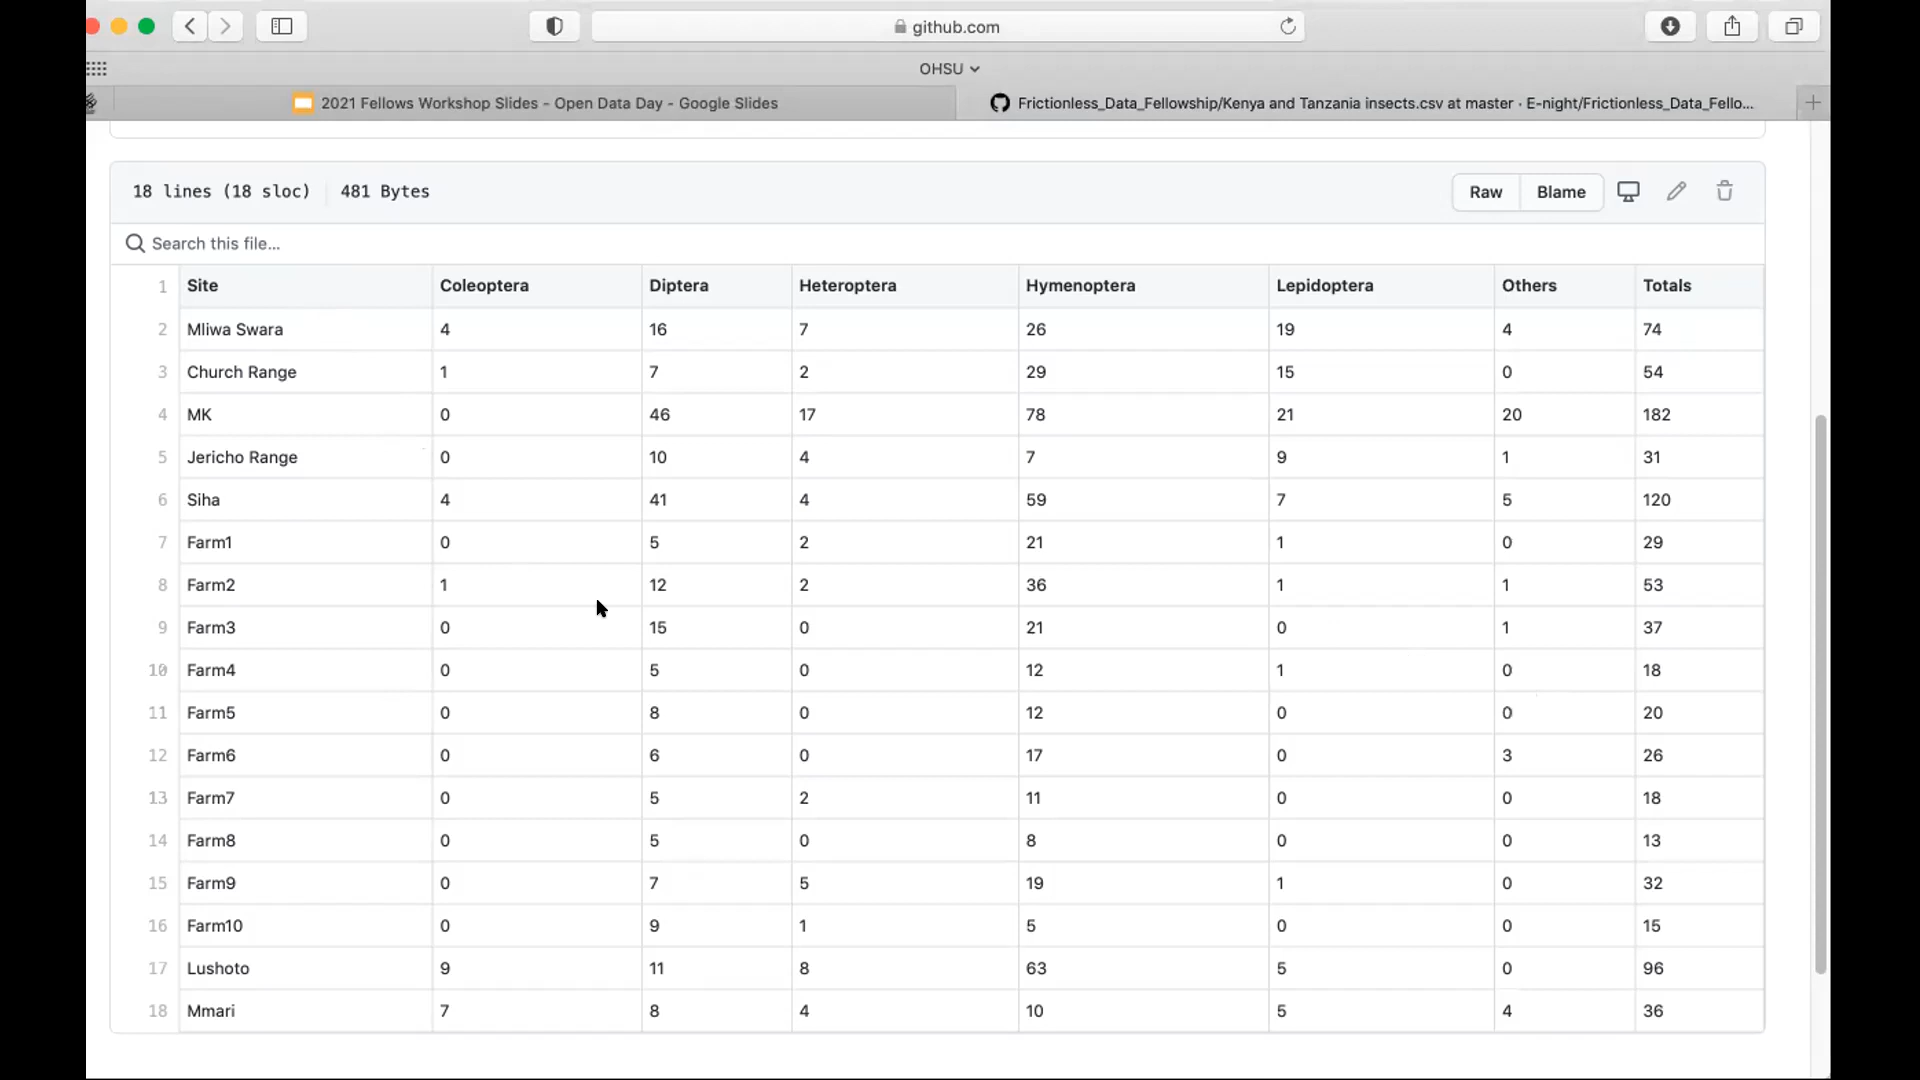 github.com
OHSU
2021 Fellows Workshop Slides - Open Data Day - Google Slides
Frictionless_Data_Fellowship/Kenya and Tanzania insects.csv at master · E-night/Frictionless_Data_Fello...
18 lines (18 sloc) 481 Bytes
Raw Blame
Search this file...
1 Site Coleoptera Diptera Heteroptera Hymenoptera Lepidoptera Others Totals
2 Mliwa Swara 4 16 7 26 19 4 74
3 Church Range 1 7 2 29 15 0 54
4 MK 0 46 17 78 21 20 182
5 Jericho Range 0 10 4 7 9 1 31
6 Siha 4 41 4 59 7 5 120
7 Farm1 0 5 2 21 1 0 29
8 Farm2 1 12 2 36 1 1 53
9 Farm3 0 15 0 21 0 1 37
10 Farm4 0 5 0 12 1 0 18
11 Farm5 0 8 0 12 0 0 20
12 Farm6 0 6 0 17 0 3 26
13 Farm7 0 5 2 11 0 0 18
14 Farm8 0 5 0 8 0 0 13
15 Farm9 0 7 5 19 1 0 32
16 Farm10 0 9 1 5 0 0 15
17 Lushoto 9 11 8 63 5 0 96
18 Mmari 7 8 4 10 5 4 36